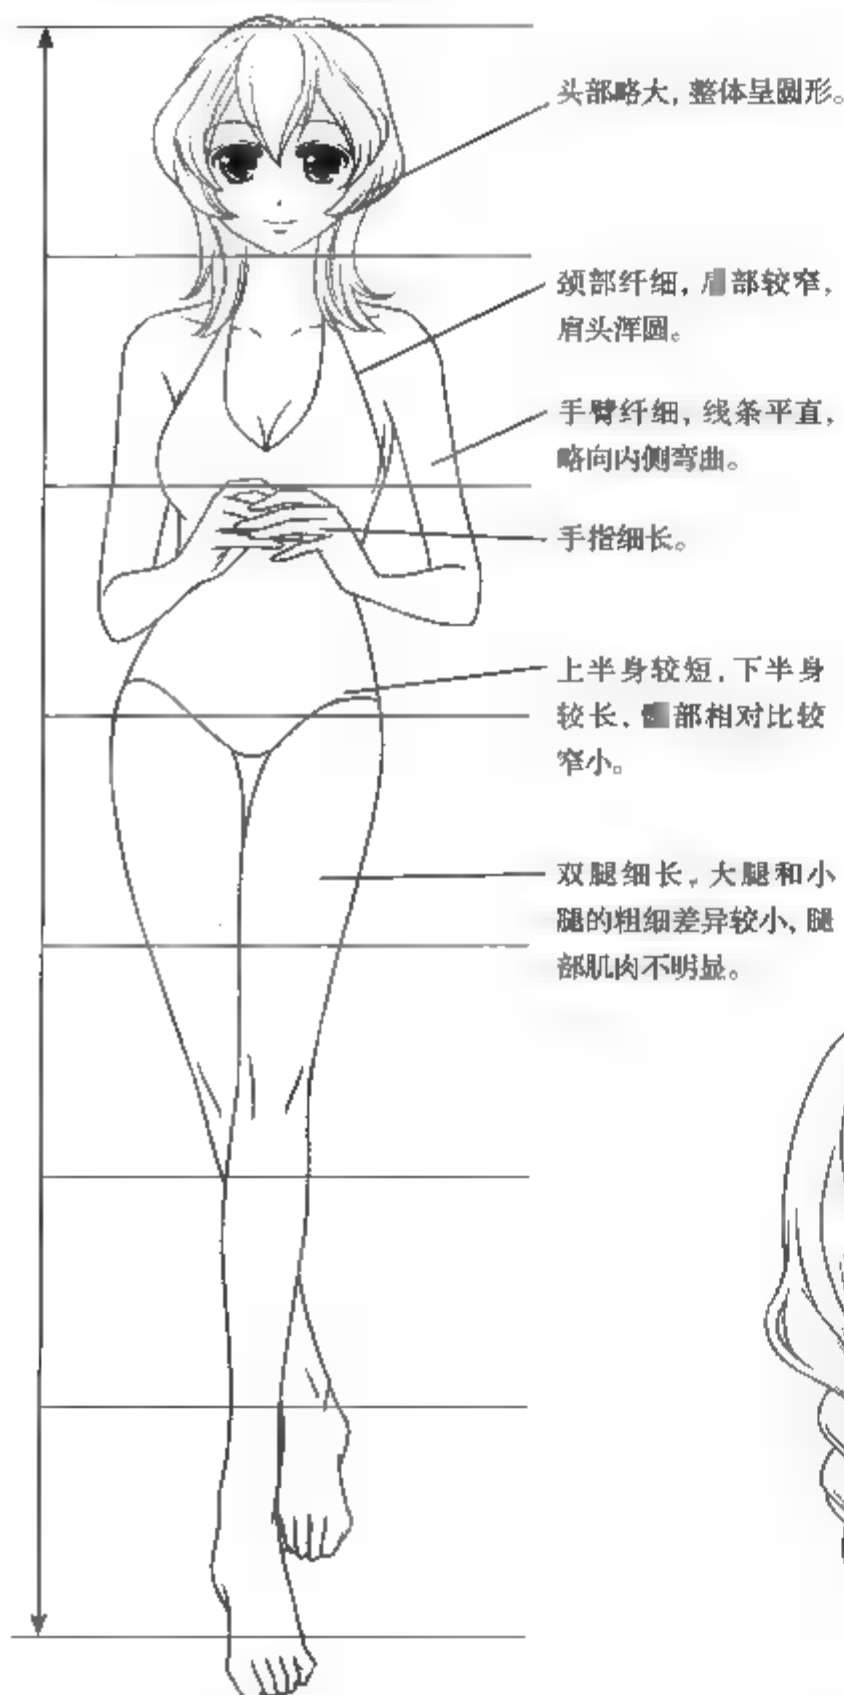 头部略大, 整体呈圆形。
颈部纤细, 部较窄,
肩头浑圆。
手臂纤细, 线条平直,
略向内侧弯曲。
手指细长。
上半身较短, 下半身
较长、部相对比较
窄小。
双腿细长, 大腿和小
腿的粗细差异较小, 腿
部肌肉不明显。